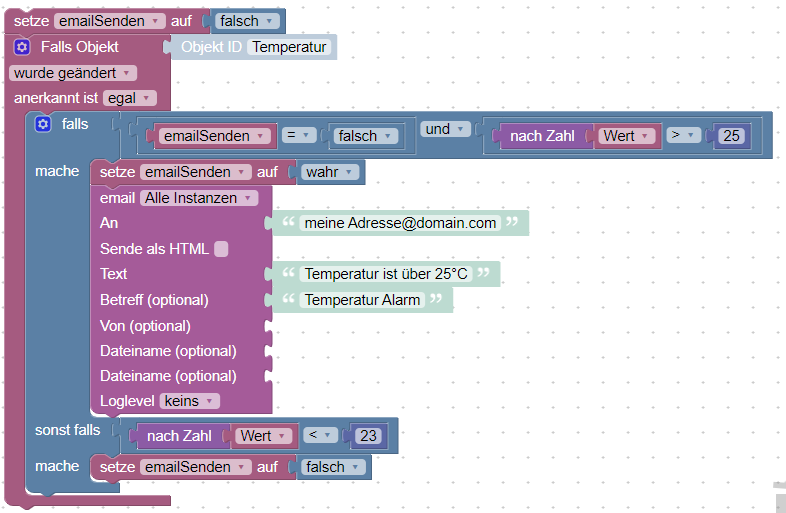 setze emailSenden auf falsch
Falls Objekt Objekt ID Temperatur
wurde geändert
anerkannt ist egal
falls emailSenden = falsch und nach Zahl Wert > 25
mache setze emailSenden auf wahr
email Alle Instanzen
An “ meine Adresse@domain.com ”
Sende als HTML
Text “ Temperatur ist über 25°C ”
Betreff (optional) “ Temperatur Alarm ”
Von (optional)
Dateiname (optional)
Dateiname (optional)
Loglevel keins
sonst falls nach Zahl Wert < 23
mache setze emailSenden auf falsch